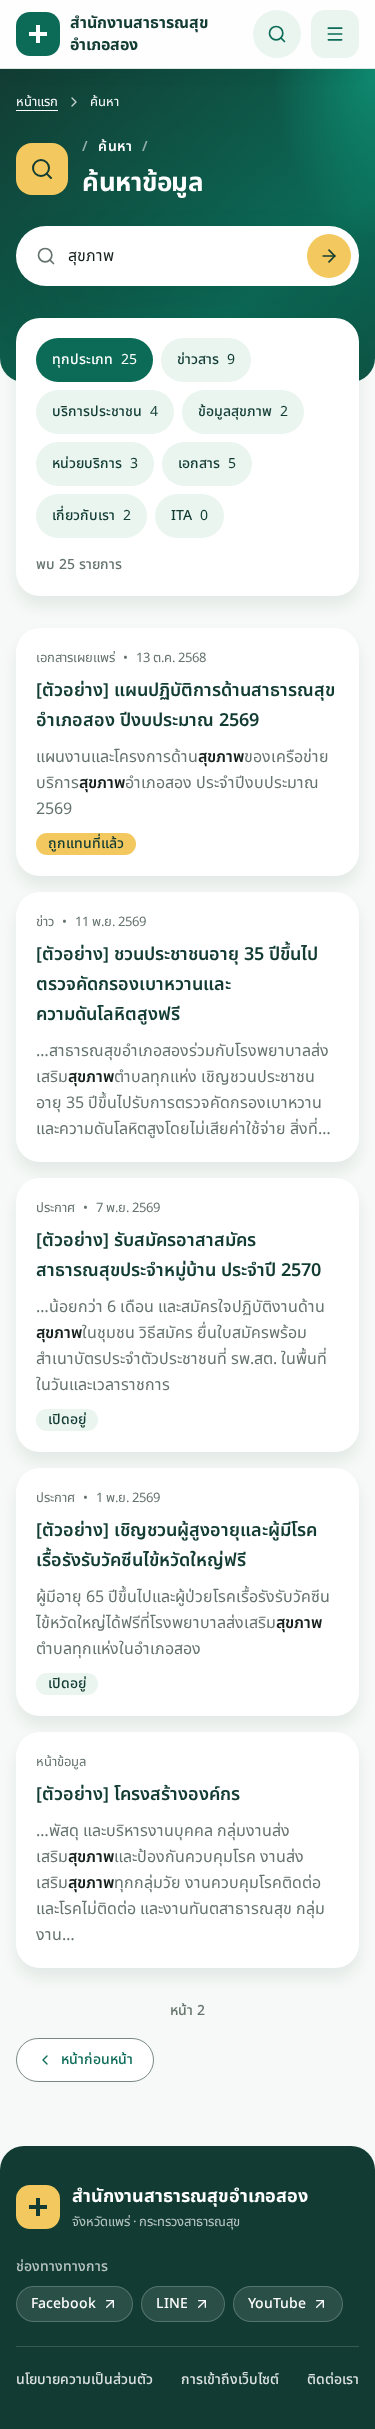 สำนักงานสาธารณสุข
อำเภอสอง
หน้าแรก > ค้นหา
/ ค้นหา /
ค้นหาข้อมูล
สุขภาพ
ทุกประเภท 25
ข่าวสาร 9
บริการประชาชน 4
ข้อมูลสุขภาพ 2
หน่วยบริการ 3
เอกสาร 5
เกี่ยวกับเรา 2
ITA 0
พบ 25 รายการ
เอกสารเผยแพร่ • 13 ต.ค. 2568
[ตัวอย่าง] แผนปฏิบัติการด้านสาธารณสุข
อำเภอสอง ปีงบประมาณ 2569
แผนงานและโครงการด้านสุขภาพของเครือข่าย
บริการสุขภาพอำเภอสอง ประจำปีงบประมาณ
2569
ถูกแทนที่แล้ว
ข่าว • 11 พ.ย. 2569
[ตัวอย่าง] ชวนประชาชนอายุ 35 ปีขึ้นไป
ตรวจคัดกรองเบาหวานและ
ความดันโลหิตสูงฟรี
…สาธารณสุขอำเภอสองร่วมกับโรงพยาบาลส่ง
เสริมสุขภาพตำบลทุกแห่ง เชิญชวนประชาชน
อายุ 35 ปีขึ้นไปรับการตรวจคัดกรองเบาหวาน
และความดันโลหิตสูงโดยไม่เสียค่าใช้จ่าย สิ่งที่…
ประกาศ • 7 พ.ย. 2569
[ตัวอย่าง] รับสมัครอาสาสมัคร
สาธารณสุขประจำหมู่บ้าน ประจำปี 2570
…น้อยกว่า 6 เดือน และสมัครใจปฏิบัติงานด้าน
สุขภาพในชุมชน วิธีสมัคร ยื่นใบสมัครพร้อม
สำเนาบัตรประจำตัวประชาชนที่ รพ.สต. ในพื้นที่
ในวันและเวลาราชการ
เปิดอยู่
ประกาศ • 1 พ.ย. 2569
[ตัวอย่าง] เชิญชวนผู้สูงอายุและผู้มีโรค
เรื้อรังรับวัคซีนไข้หวัดใหญ่ฟรี
ผู้มีอายุ 65 ปีขึ้นไปและผู้ป่วยโรคเรื้อรังรับวัคซีน
ไข้หวัดใหญ่ได้ฟรีที่โรงพยาบาลส่งเสริมสุขภาพ
ตำบลทุกแห่งในอำเภอสอง
เปิดอยู่
หน้าข้อมูล
[ตัวอย่าง] โครงสร้างองค์กร
…พัสดุ และบริหารงานบุคคล กลุ่มงานส่ง
เสริมสุขภาพและป้องกันควบคุมโรค งานส่ง
เสริมสุขภาพทุกกลุ่มวัย งานควบคุมโรคติดต่อ
และโรคไม่ติดต่อ และงานทันตสาธารณสุข กลุ่ม
งาน…
หน้า 2
หน้าก่อนหน้า
สำนักงานสาธารณสุขอำเภอสอง
จังหวัดแพร่ · กระทรวงสาธารณสุข
ช่องทางทางการ
Facebook
LINE
YouTube
นโยบายความเป็นส่วนตัว
การเข้าถึงเว็บไซต์
ติดต่อเรา